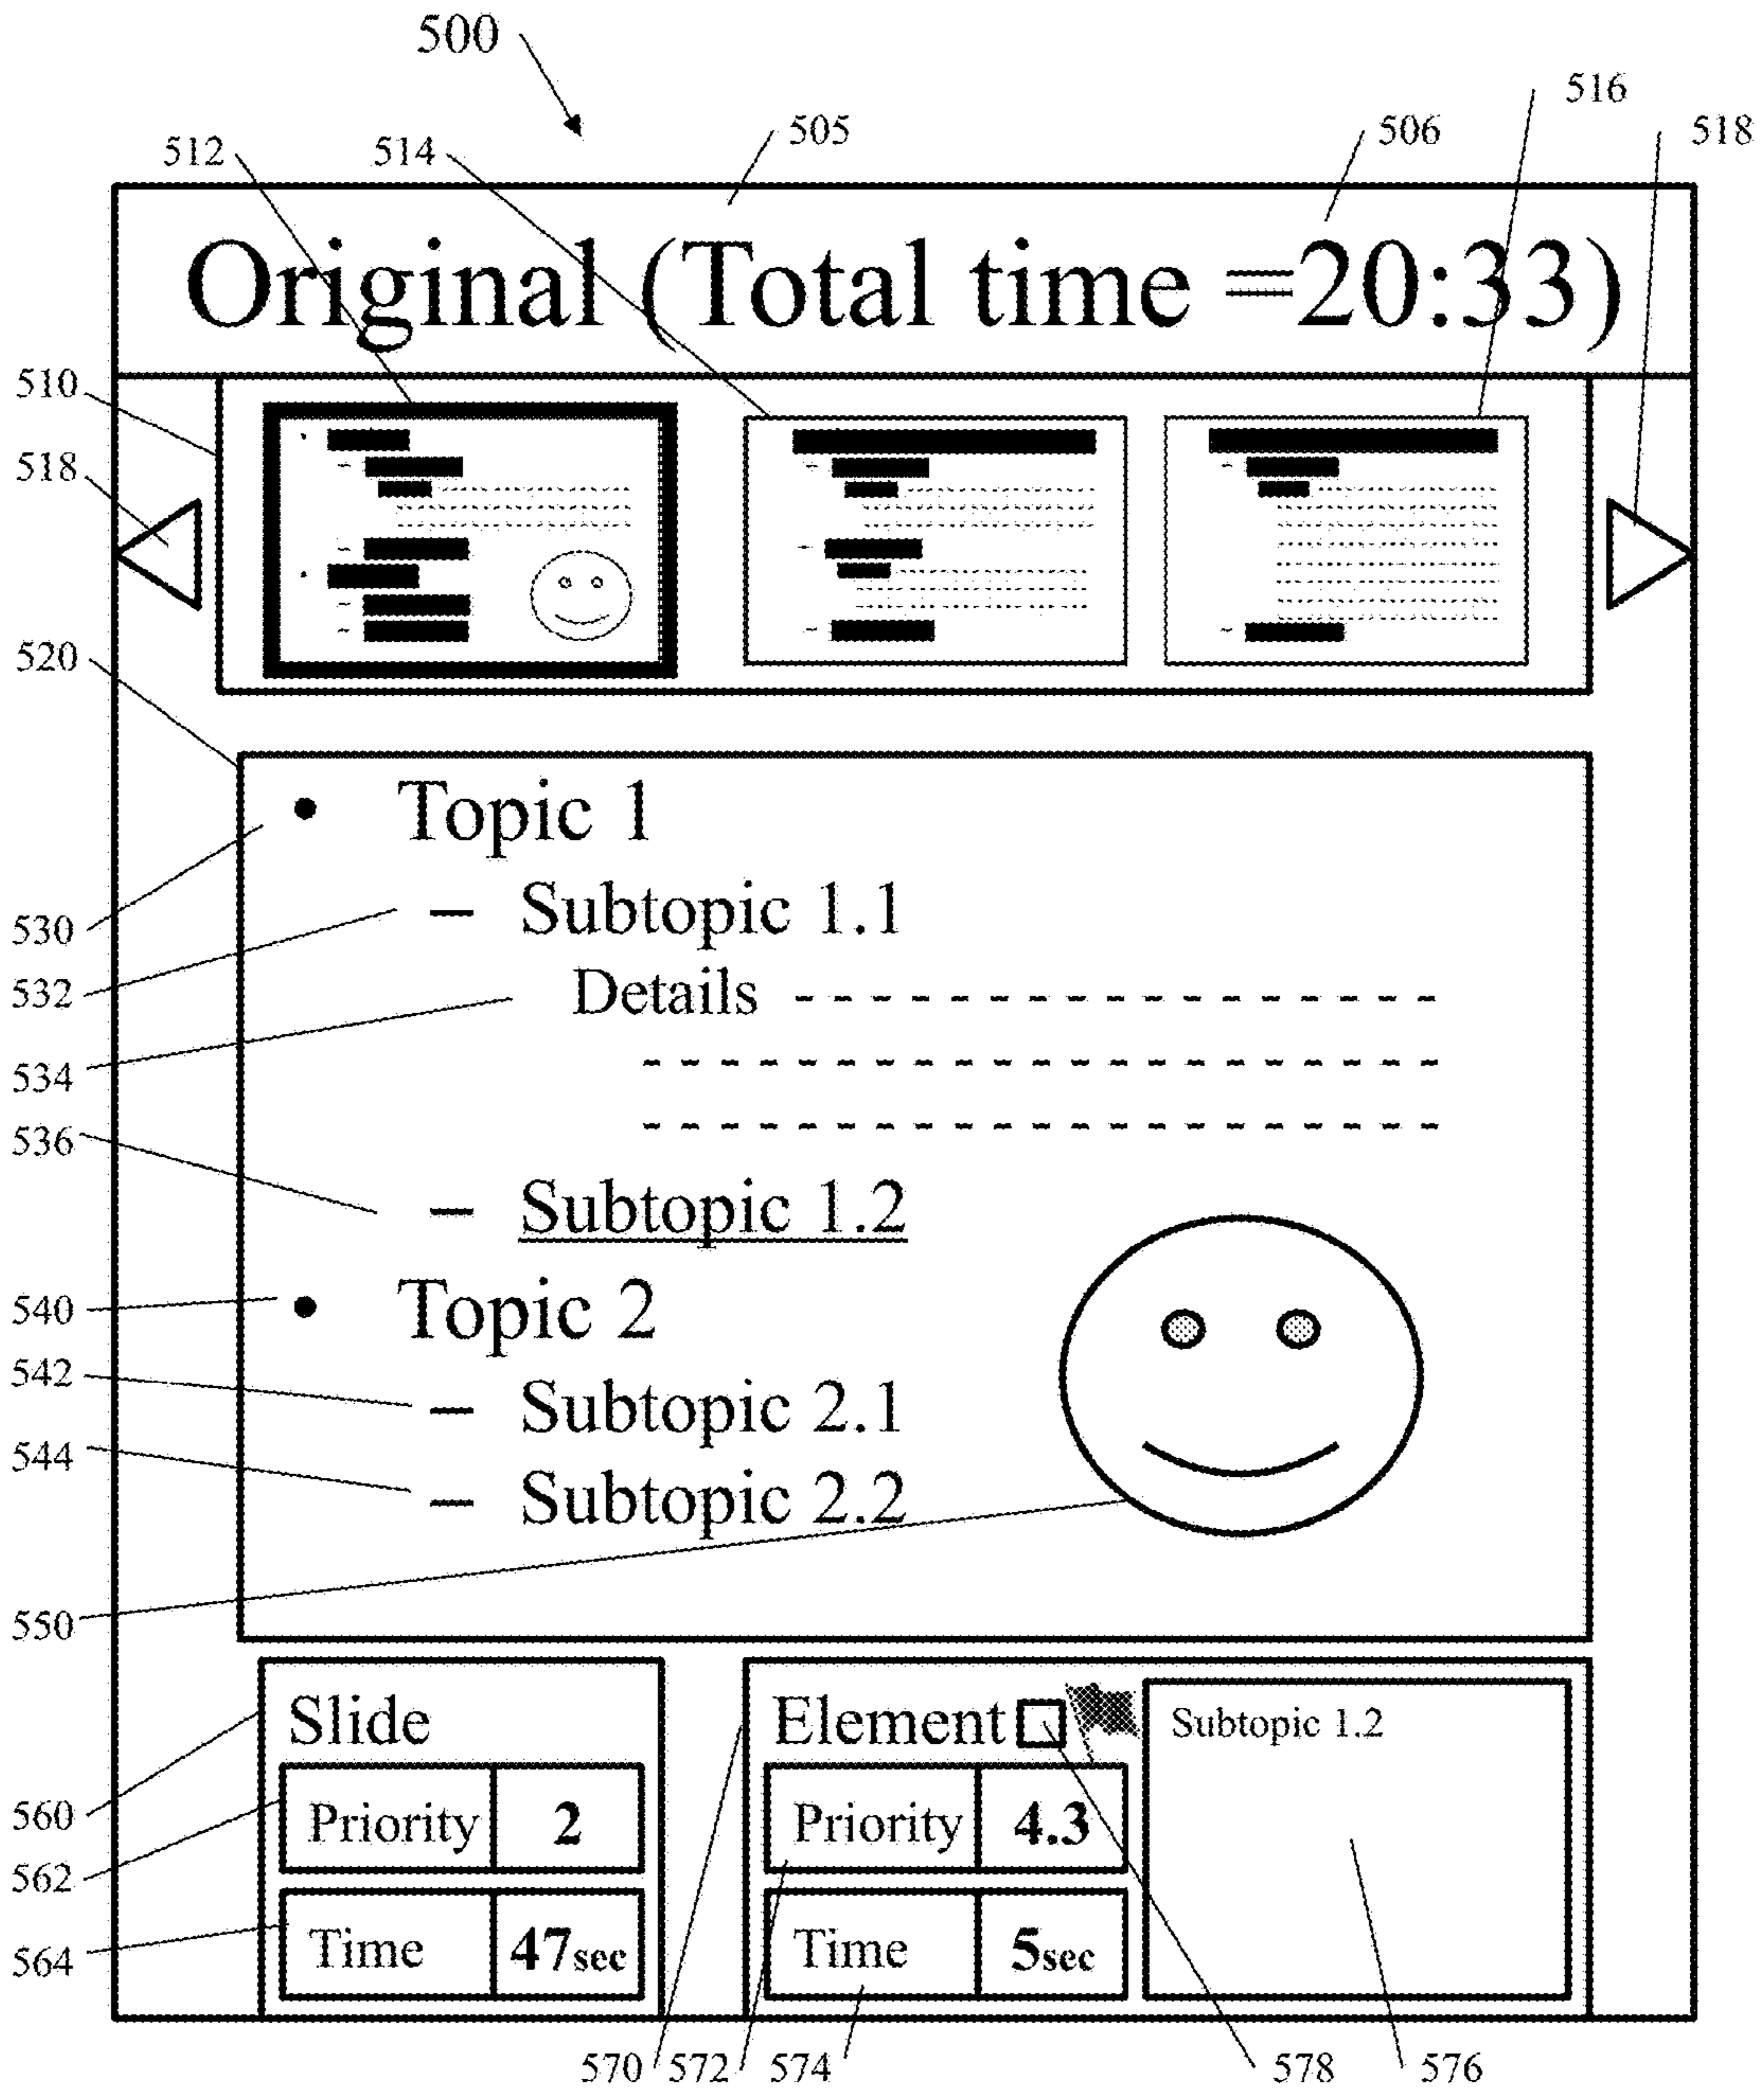 500
516
505
506
518
512
514
Original (Total time =20:33)
510
518
520
• Topic 1
530
– Subtopic 1.1
532
Details
534
536
– Subtopic 1.2
540
• Topic 2
542
– Subtopic 2.1
544
– Subtopic 2.2
550
Slide
Element
Subtopic 1.2
560
Priority 2
Priority 4.3
562
564
Time 47sec
Time 5sec
570 572 574 578 576